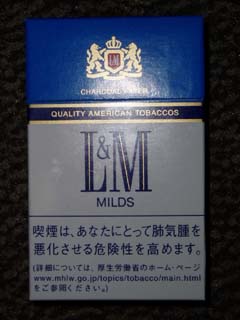 L&M
CHARCOAL FILTER
QUALITY AMERICAN TOBACCOS
L&M
MILDS
喫煙は、あなたにとって肺気腫を
悪化させる危険性を高めます。
(詳細については、厚生労働省のホーム・ページ
www.mhlw.go.jp/topics/tobacco/main.html
をご参照ください。)